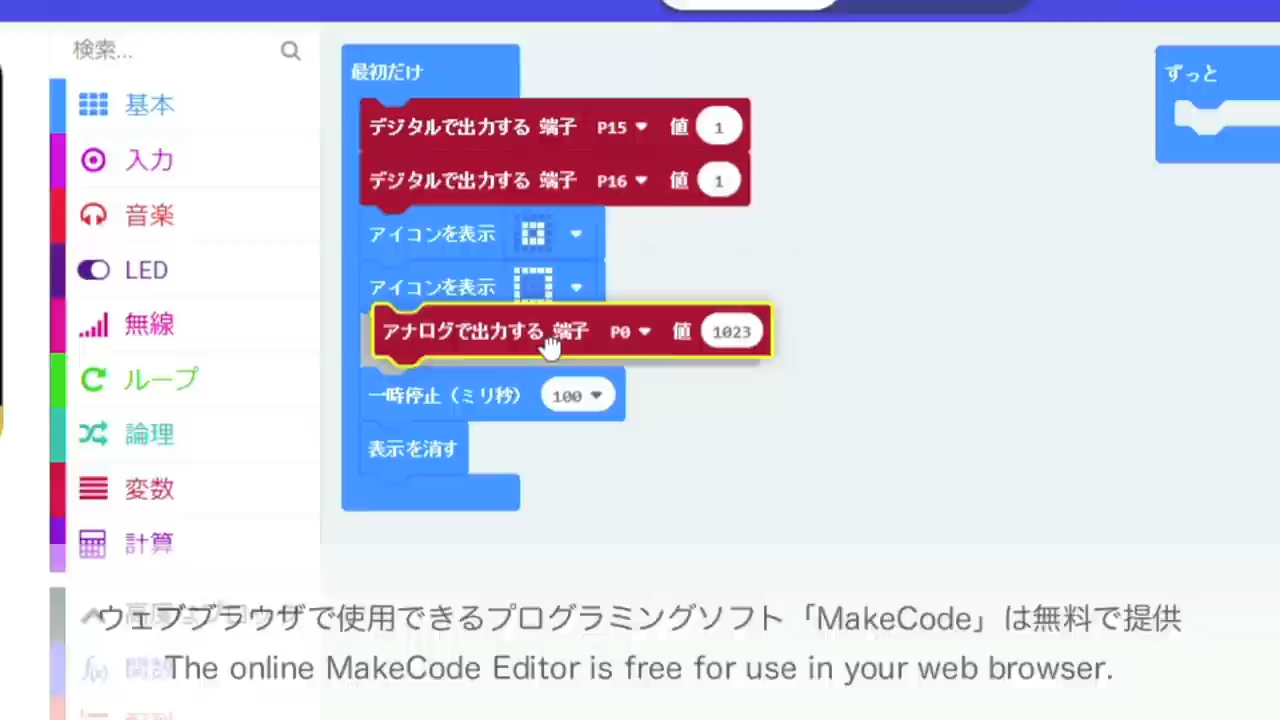 検索...
基本
入力
音楽
LED
無線
ループ
論理
変数
計算
最初だけ
デジタルで出力する 端子 P15 値 1
デジタルで出力する 端子 P16 値 1
アイコンを表示
アイコンを表示
アナログで出力する 端子 P0 値 1023
一時停止（ミリ秒） 100
表示を消す
ずっと
ウェブブラウザで使用できるプログラミングソフト「MakeCode」は無料で提供
The online MakeCode Editor is free for use in your web browser.